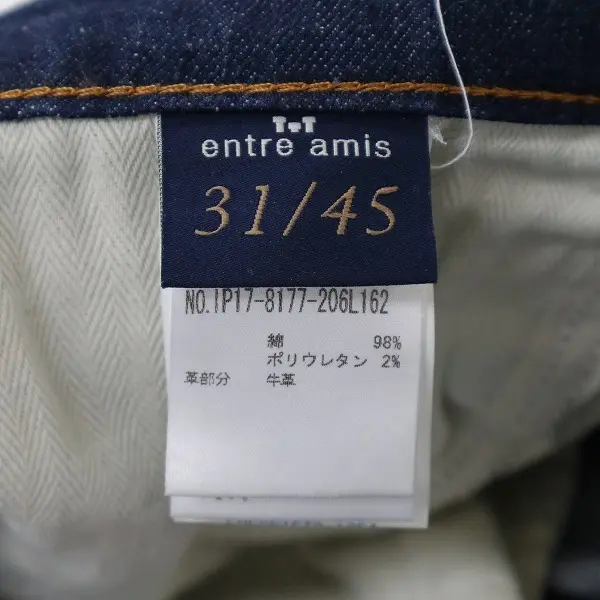 entre amis
31/45
NO.IP17-8177-206L162
綿 98%
ポリウレタン 2%
革部分 牛革